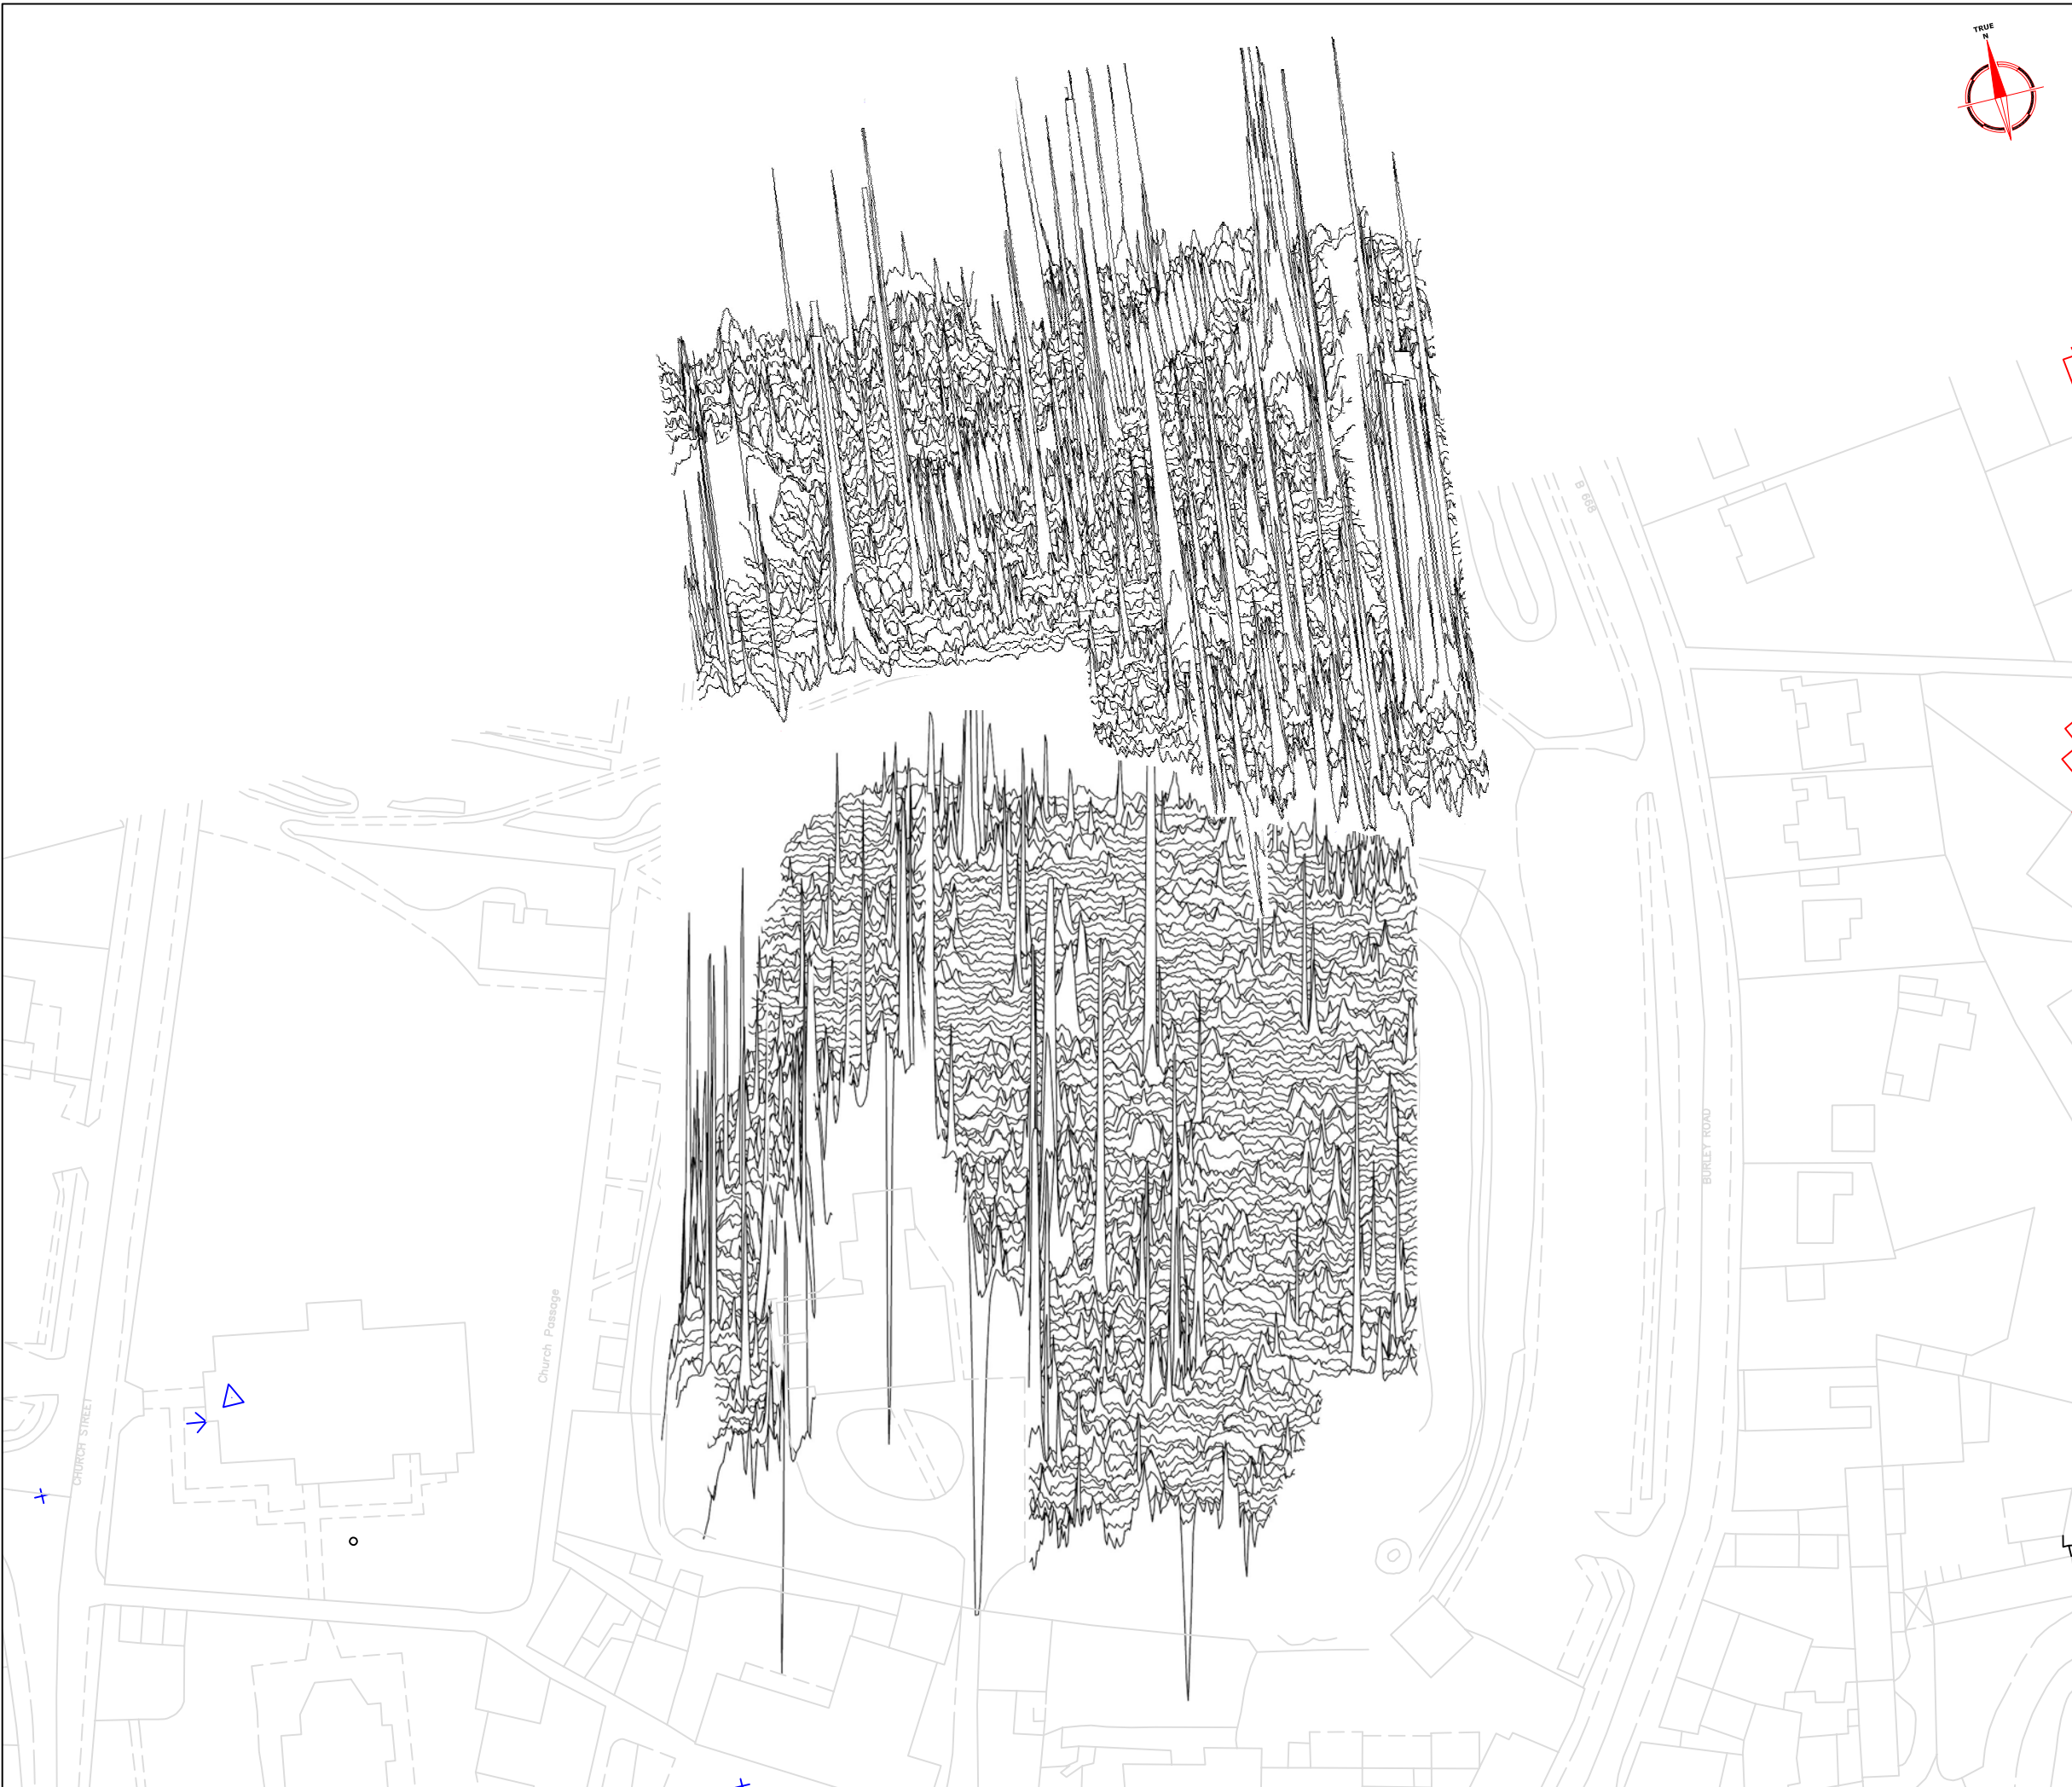 TRUE
N
B 668
BURLEY ROAD
Church Passage
CHURCH STREET